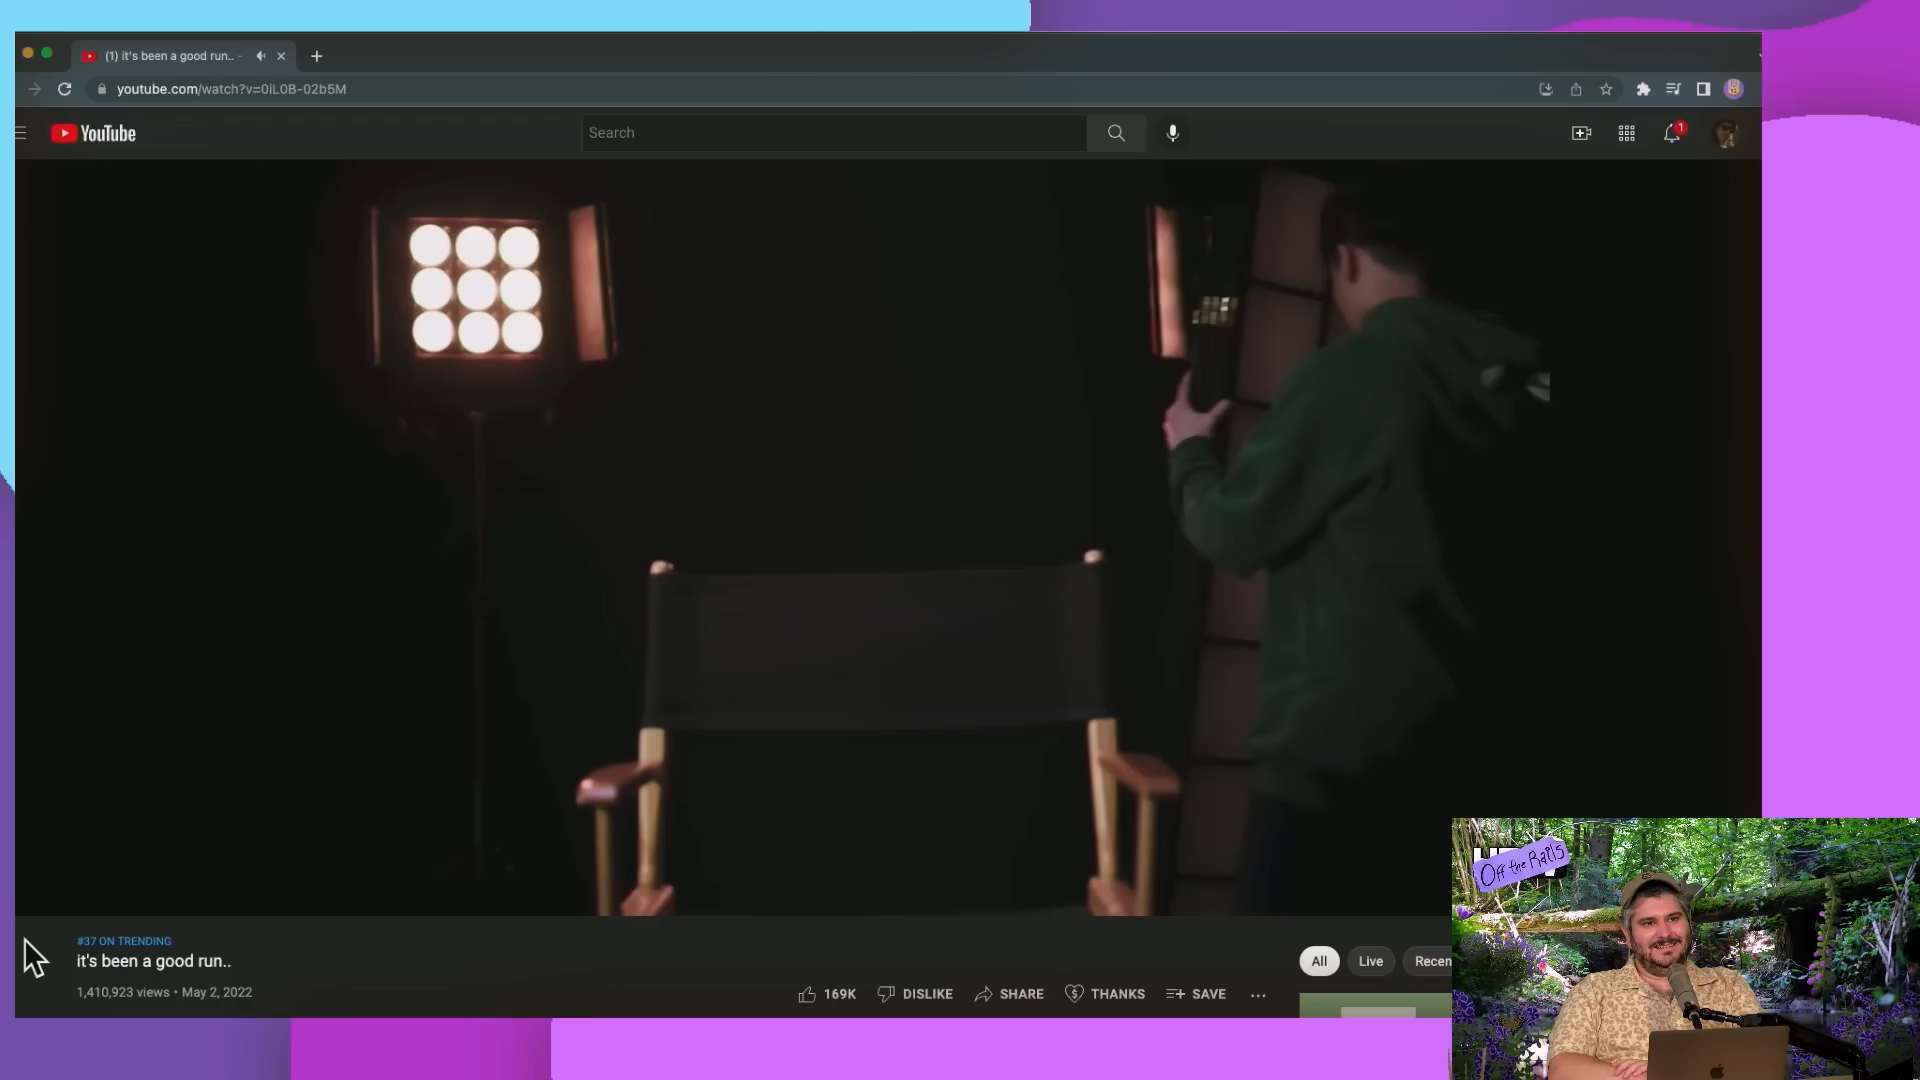 (1) it's been a good run.. -
youtube.com/watch?v=0iL0B-02b5M
YouTube
Search
1
#37 ON TRENDING
it's been a good run..
1,410,923 views • May 2, 2022
169K
DISLIKE
SHARE
THANKS
SAVE
All
Live
Recen
Off the Rails